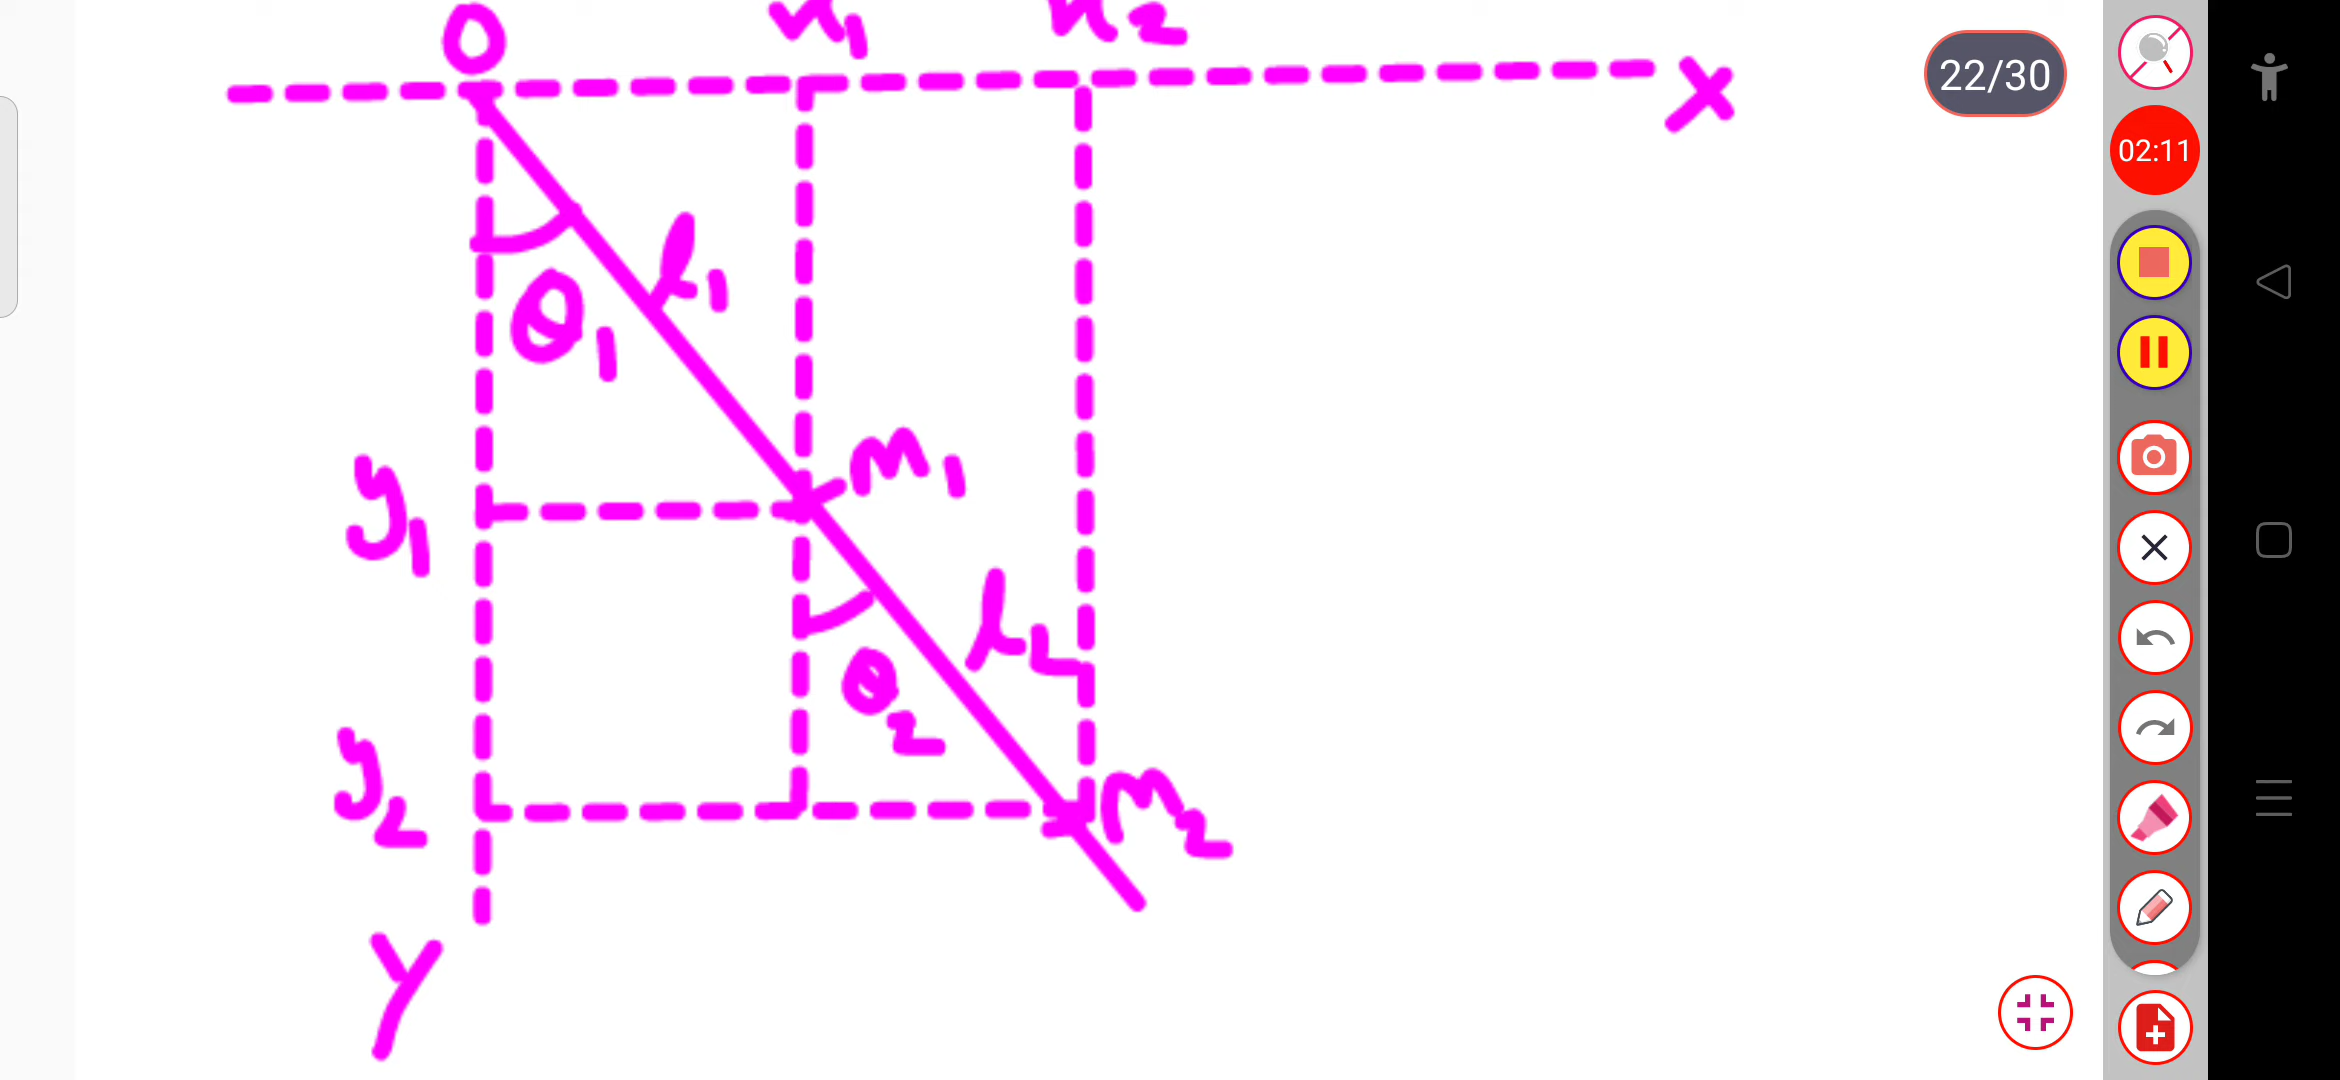 O x₁ x₂
X
22/30
02:11
θ₁ l₁
y₁ m₁
θ₂ l₂
y₂ m₂
Y